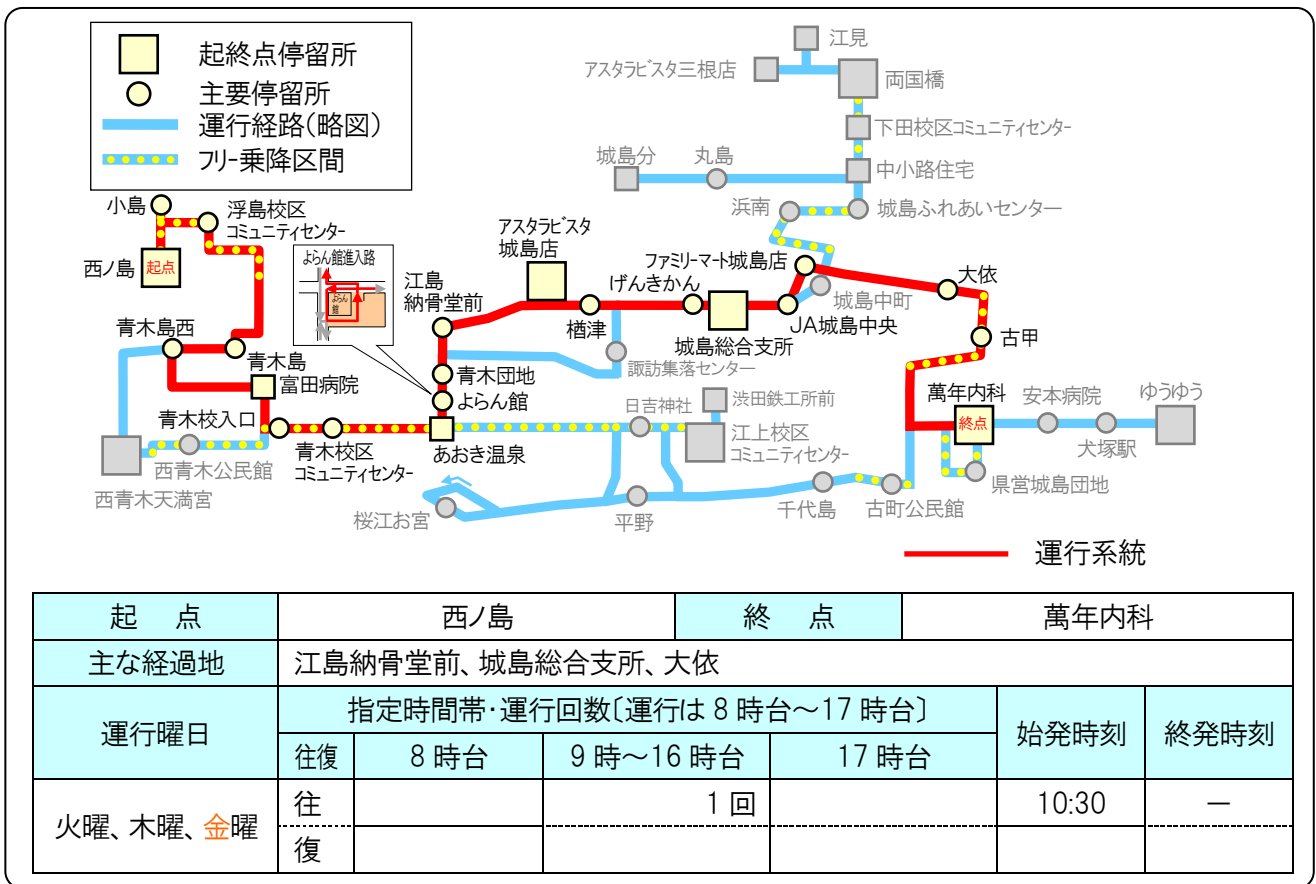 起終点停留所
主要停留所
運行経路(略図)
フリー乗降区間
江見
アスタラビスタ三根店
両国橋
下田校区コミュニティセンター
城島分
丸島
中小路住宅
浜南
城島ふれあいセンター
小島
浮島校区
コミュニティセンター
西ノ島
起点
よらん館進入路
よらん
館
江島
納骨堂前
アスタラビスタ
城島店
ファミリーマート城島店
げんきかん
楢津
城島総合支所
JA城島中央
城島中町
大依
古甲
青木島西
青木島
富田病院
青木団地
よらん館
諏訪集落センター
青木校入口
青木校区
コミュニティセンター
あおき温泉
日吉神社
渋田鉄工所前
江上校区
コミュニティセンター
萬年内科
終点
安本病院
犬塚駅
ゆうゆう
西青木公民館
西青木天満宮
桜江お宮
平野
千代島
古町公民館
県営城島団地
運行系統
起 点 西ノ島 終 点 萬年内科
主な経過地 江島納骨堂前、城島総合支所、大依
運行曜日 指定時間帯・運行回数〔運行は8時台~17時台〕 始発時刻 終発時刻
往復 8時台 9時~16時台 17時台
火曜、木曜、金曜 往 1回 10:30 -
復